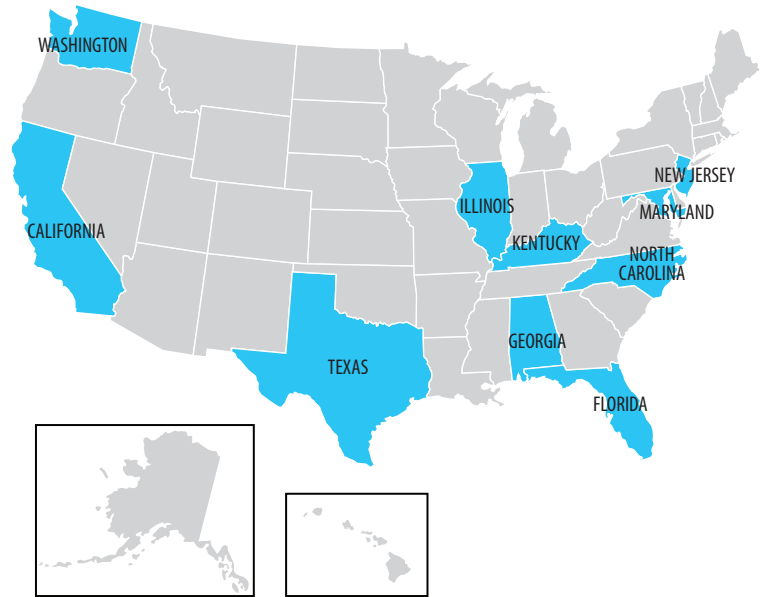 WASHINGTON
NEW JERSEY
ILLINOIS
MARYLAND
CALIFORNIA
KENTUCKY
NORTH
CAROLINA
GEORGIA
TEXAS
FLORIDA